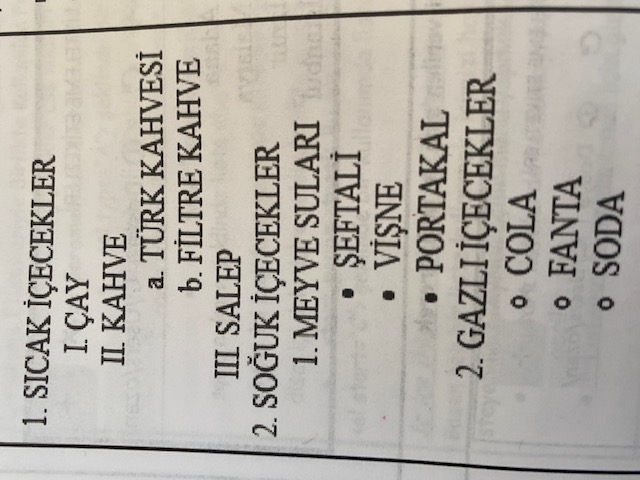 1. SICAK İÇECEKLER
I. ÇAY
II. KAHVE
a. TÜRK KAHVESİ
b. FİLTRE KAHVE
III SALEP
2. SOĞUK İÇECEKLER
1. MEYVE SULARI
• ŞEFTALİ
• VİŞNE
• PORTAKAL
2. GAZLI İÇECEKLER
o COLA
o FANTA
o SODA